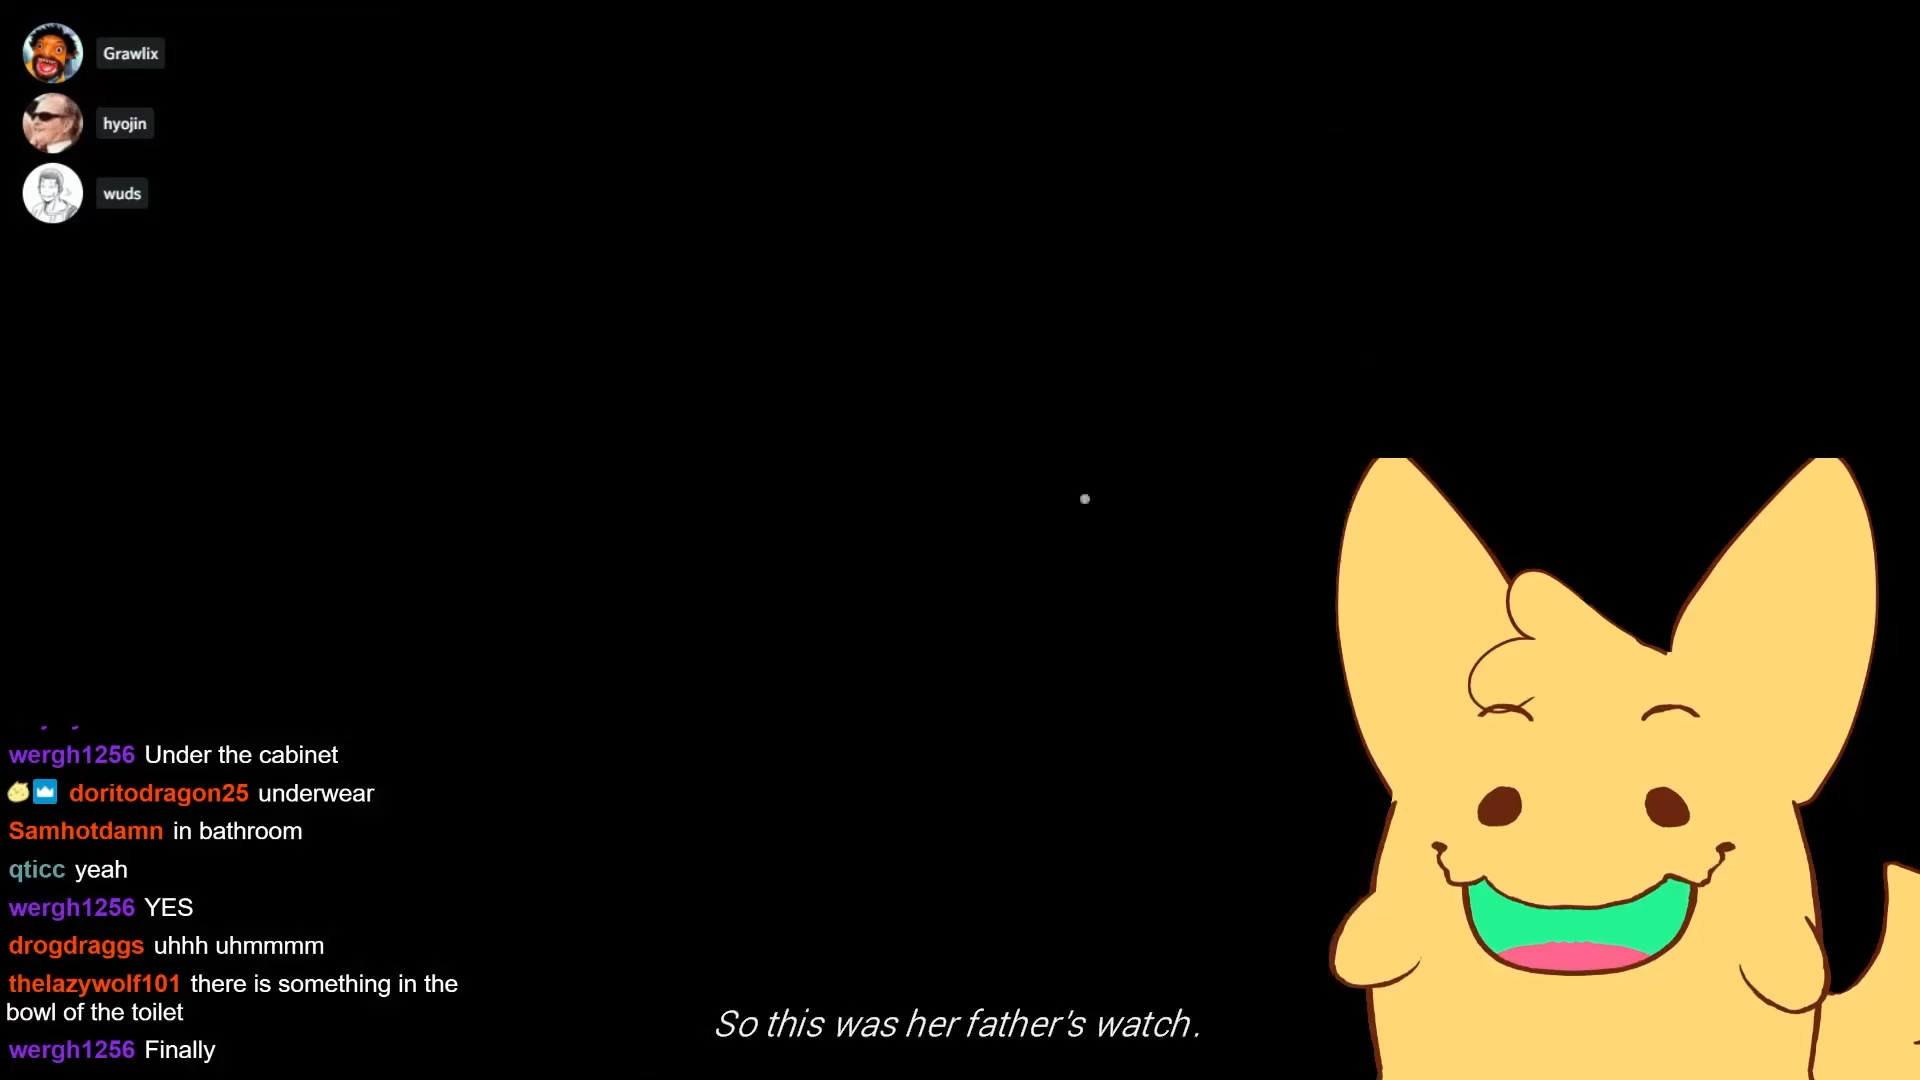 Grawlix
hyojin
wuds
wergh1256 Under the cabinet
doritodragon25 underwear
Samhotdamn in bathroom
qticc yeah
wergh1256 YES
drogdraggs uhhh uhmmmm
thelazywolf101 there is something in the
bowl of the toilet
wergh1256 Finally
So this was her father's watch.